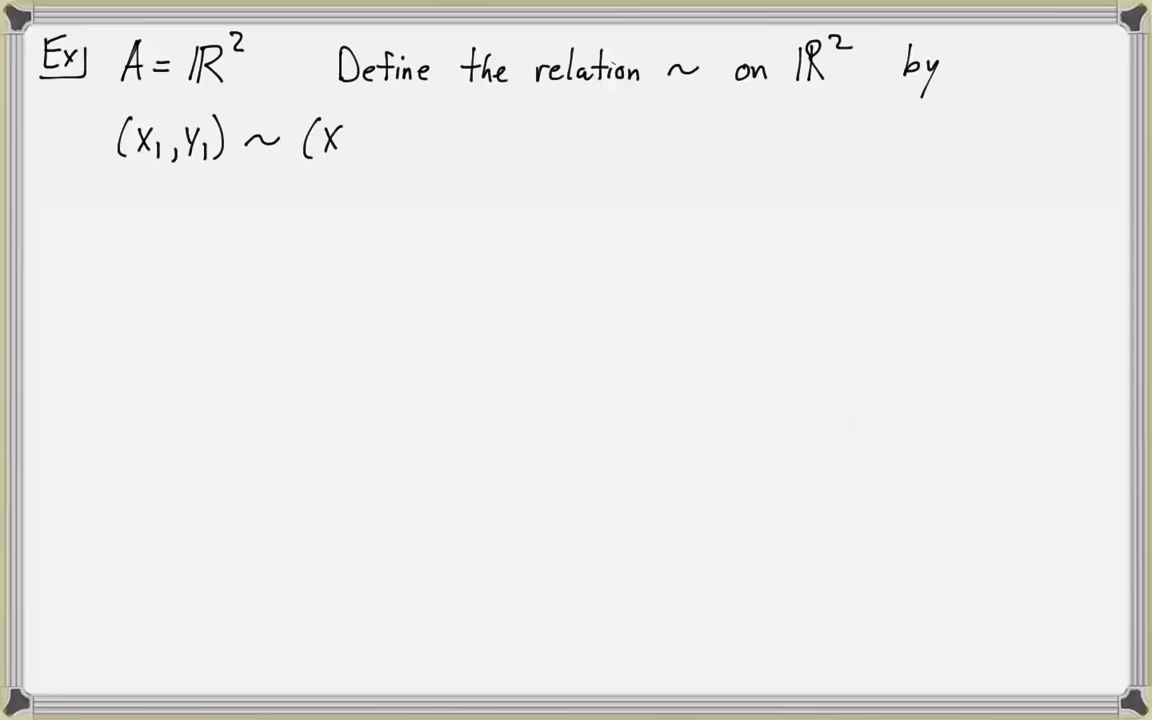 Ex] A = ℝ² Define the relation ~ on ℝ² by
(x₁, y₁) ~ (x